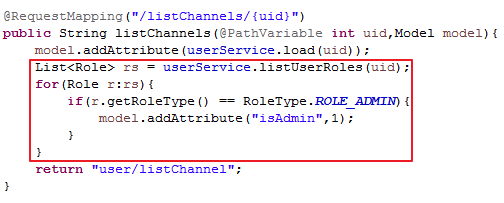 @RequestMapping("/listChannels/{uid}")
public String listChannels(@PathVariable int uid,Model model){
    model.addAttribute(userService.load(uid));
    List<Role> rs = userService.listUserRoles(uid);
    for(Role r:rs){
        if(r.getRoleType() == RoleType.ROLE_ADMIN){
            model.addAttribute("isAdmin",1);
        }
    }
    return "user/listChannel";
}